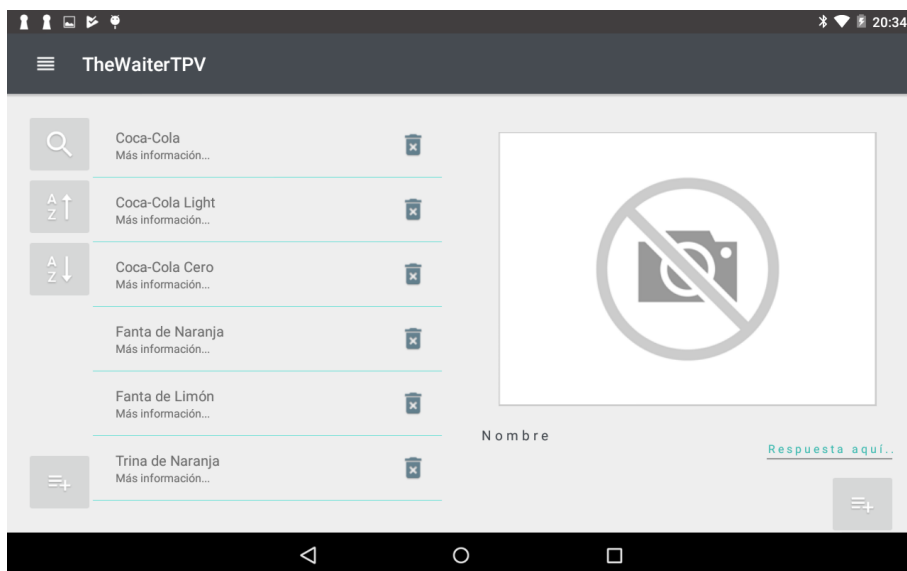 20:34
TheWaiterTPV
Coca-Cola
Más información...
Coca-Cola Light
Más información...
Coca-Cola Cero
Más información...
Fanta de Naranja
Más información...
Fanta de Limón
Más información...
Trina de Naranja
Más información...
A
Z
A
Z
Nombre
Respuesta aquí..